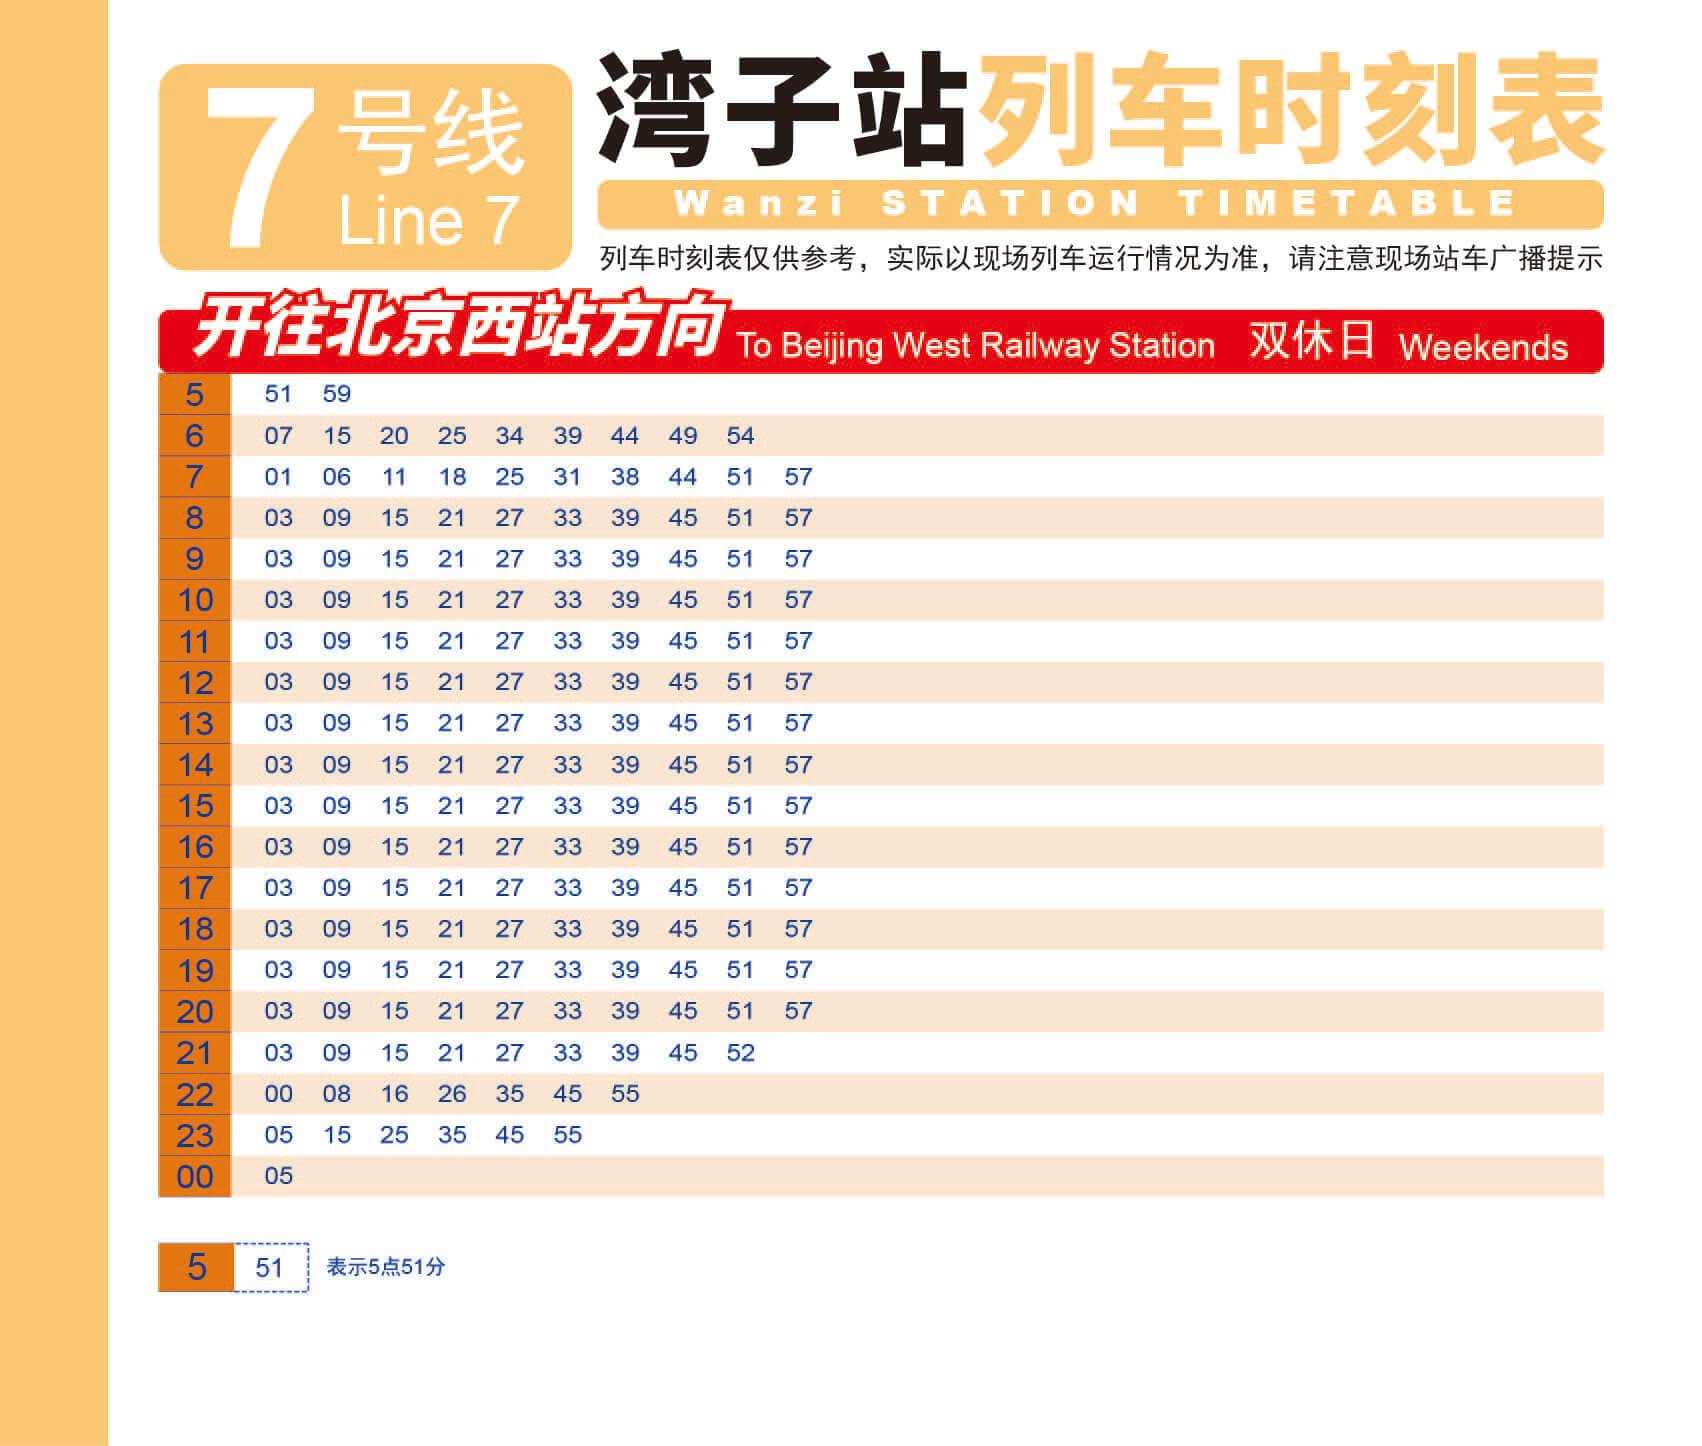 7号线
Line 7
湾子站列车时刻表
Wanzi STATION TIMETABLE
列车时刻表仅供参考，实际以现场列车运行情况为准，请注意现场站车广播提示
开往北京西站方向 To Beijing West Railway Station 双休日 Weekends
5 51 59
6 07 15 20 25 34 39 44 49 54
7 01 06 11 18 25 31 38 44 51 57
8 03 09 15 21 27 33 39 45 51 57
9 03 09 15 21 27 33 39 45 51 57
10 03 09 15 21 27 33 39 45 51 57
11 03 09 15 21 27 33 39 45 51 57
12 03 09 15 21 27 33 39 45 51 57
13 03 09 15 21 27 33 39 45 51 57
14 03 09 15 21 27 33 39 45 51 57
15 03 09 15 21 27 33 39 45 51 57
16 03 09 15 21 27 33 39 45 51 57
17 03 09 15 21 27 33 39 45 51 57
18 03 09 15 21 27 33 39 45 51 57
19 03 09 15 21 27 33 39 45 51 57
20 03 09 15 21 27 33 39 45 51 57
21 03 09 15 21 27 33 39 45 52
22 00 08 16 26 35 45 55
23 05 15 25 35 45 55
00 05
5 51 表示5点51分